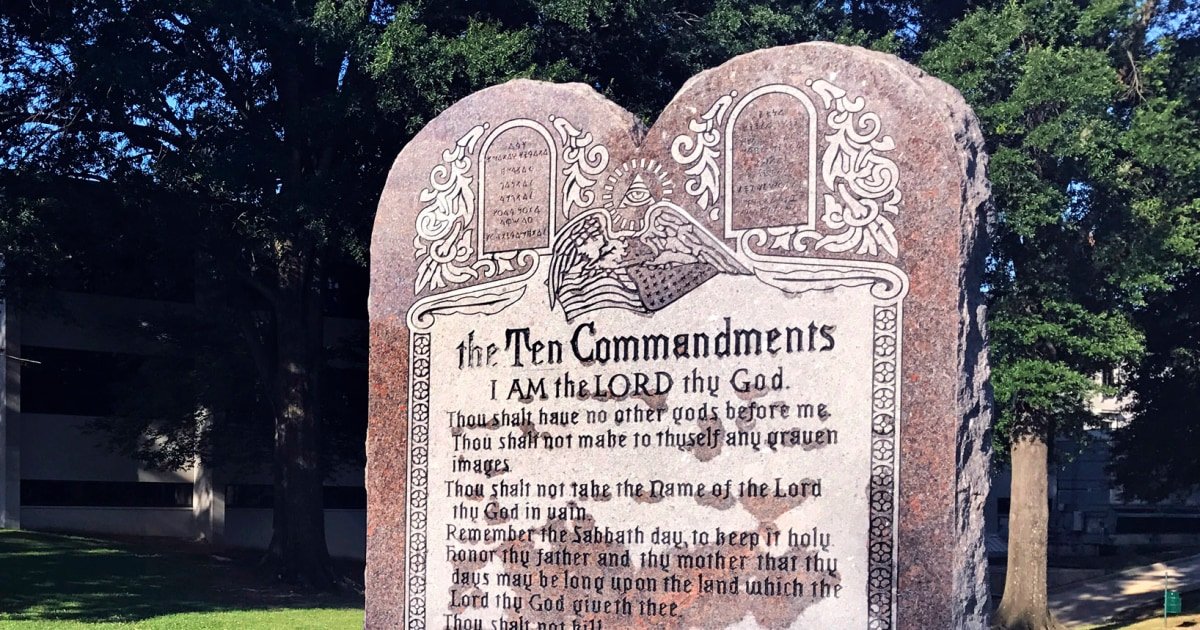 the Ten Commandments
I AM the LORD thy God.
Thou shalt have no other gods before me.
Thou shalt not make to thyself any graven
images.
Thou shalt not take the Name of the Lord
thy God in vain.
Remember the Sabbath day, to keep it holy.
Honor thy father and thy mother that thy
days may be long upon the land which the
Lord thy God giveth thee.
Thou shalt not kill.